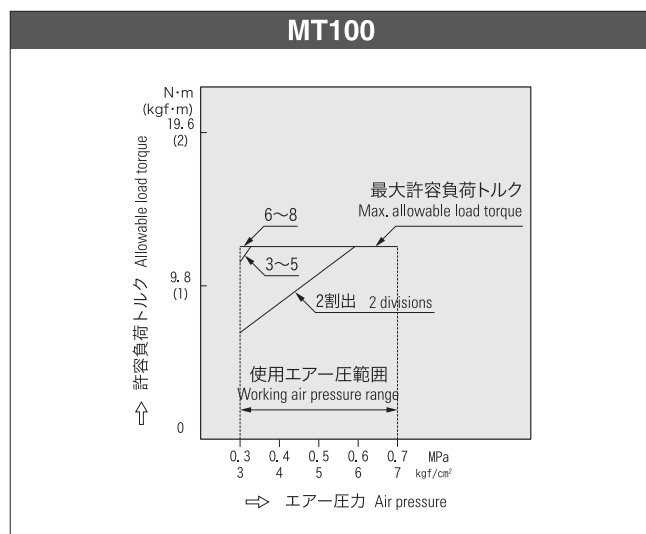 MT100
N·m
(kgf·m)
19.6
(2)
最大許容負荷トルク
Max. allowable load torque
6～8
3～5
9.8
(1)
2割出 2 divisions
許容負荷トルク Allowable load torque
使用エアー圧範囲
Working air pressure range
0
0.3 0.4 0.5 0.6 0.7 MPa
3 4 5 6 7 kgf/cm²
エアー圧力 Air pressure